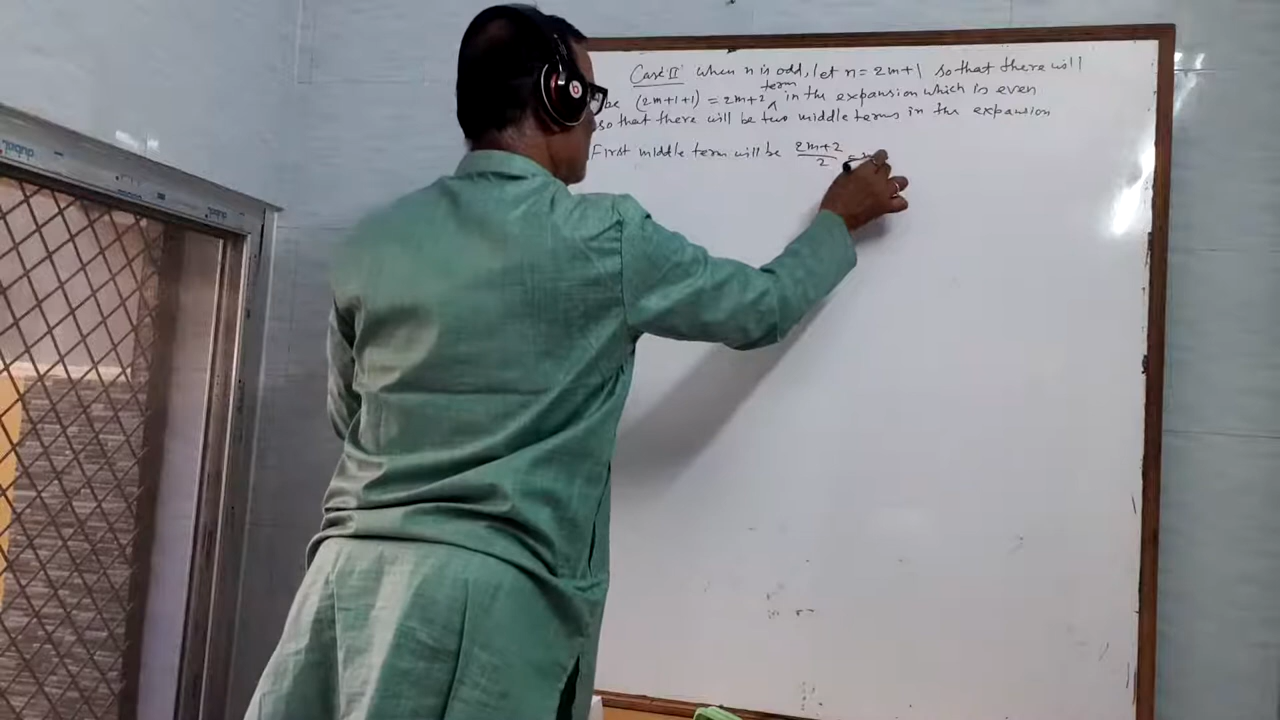 Case II when n is odd, let n = 2m+1 so that there will
be (2m+1+1) = 2m+2 term in the expansion which is even
so that there will be two middle terms in the expansion
First middle term will be (2m+2)/2 =